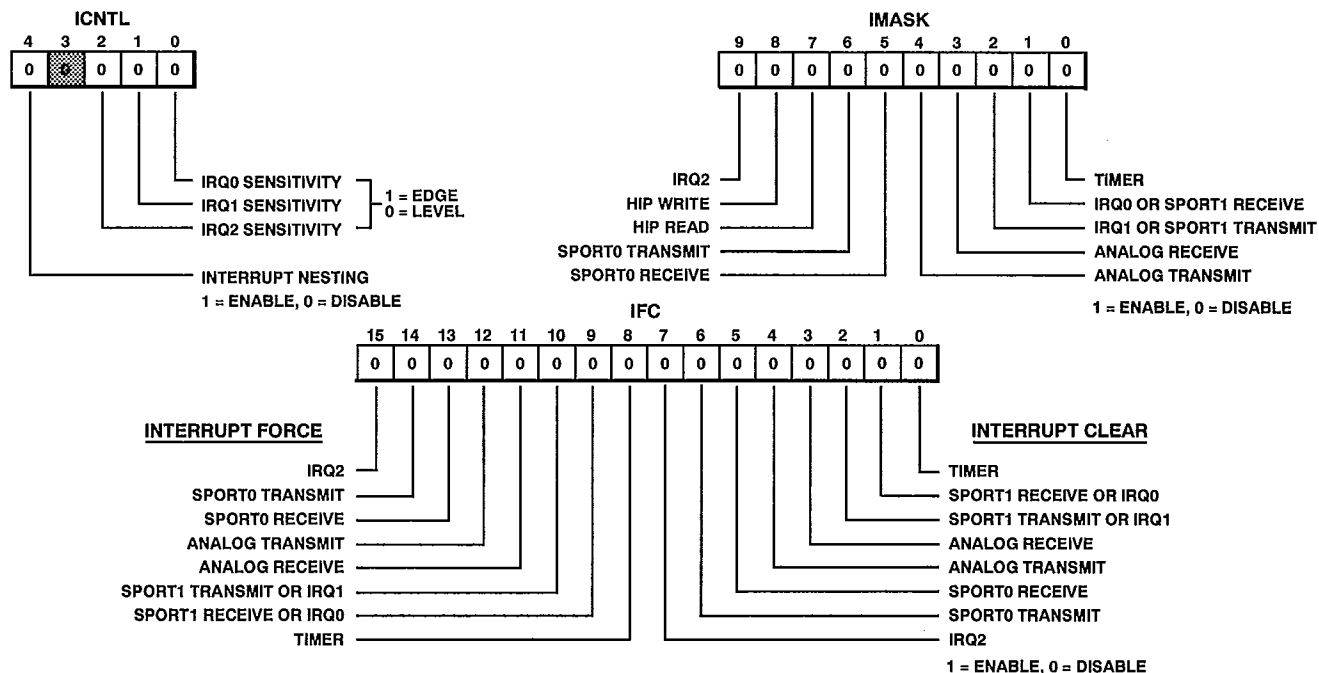 ICNTL
4 3 2 1 0
0 0 0 0 0
IRQ0 SENSITIVITY
IRQ1 SENSITIVITY
IRQ2 SENSITIVITY
1 = EDGE
0 = LEVEL
INTERRUPT NESTING
1 = ENABLE, 0 = DISABLE
IMASK
9 8 7 6 5 4 3 2 1 0
0 0 0 0 0 0 0 0 0 0
IRQ2
HIP WRITE
HIP READ
SPORT0 TRANSMIT
SPORT0 RECEIVE
TIMER
IRQ0 OR SPORT1 RECEIVE
IRQ1 OR SPORT1 TRANSMIT
ANALOG RECEIVE
ANALOG TRANSMIT
1 = ENABLE, 0 = DISABLE
IFC
15 14 13 12 11 10 9 8 7 6 5 4 3 2 1 0
0 0 0 0 0 0 0 0 0 0 0 0 0 0 0 0
INTERRUPT FORCE
IRQ2
SPORT0 TRANSMIT
SPORT0 RECEIVE
ANALOG TRANSMIT
ANALOG RECEIVE
SPORT1 TRANSMIT OR IRQ1
SPORT1 RECEIVE OR IRQ0
TIMER
INTERRUPT CLEAR
TIMER
SPORT1 RECEIVE OR IRQ0
SPORT1 TRANSMIT OR IRQ1
ANALOG RECEIVE
ANALOG TRANSMIT
SPORT0 RECEIVE
SPORT0 TRANSMIT
IRQ2
1 = ENABLE, 0 = DISABLE